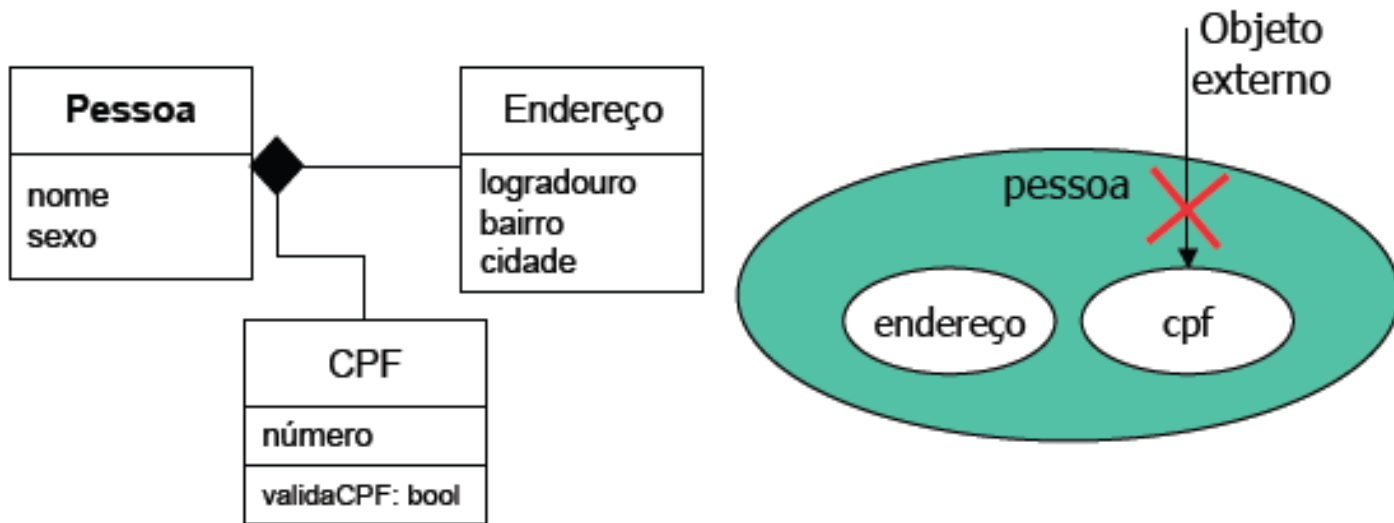 Pessoa
nome
sexo
Endereço
logradouro
bairro
cidade
CPF
número
validaCPF: bool
Objeto
externo
pessoa
endereço
cpf